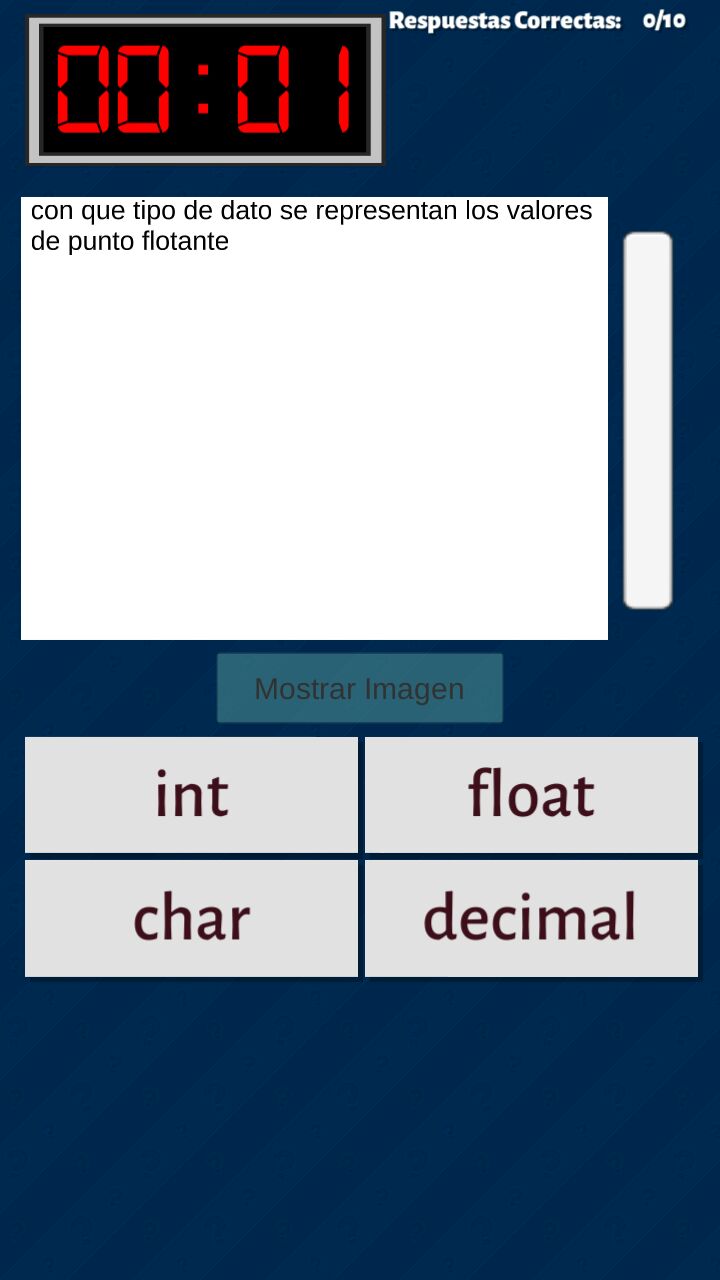 Respuestas Correctas: 0/10
00:01
con que tipo de dato se representan los valores
de punto flotante
Mostrar Imagen
int
float
char
decimal